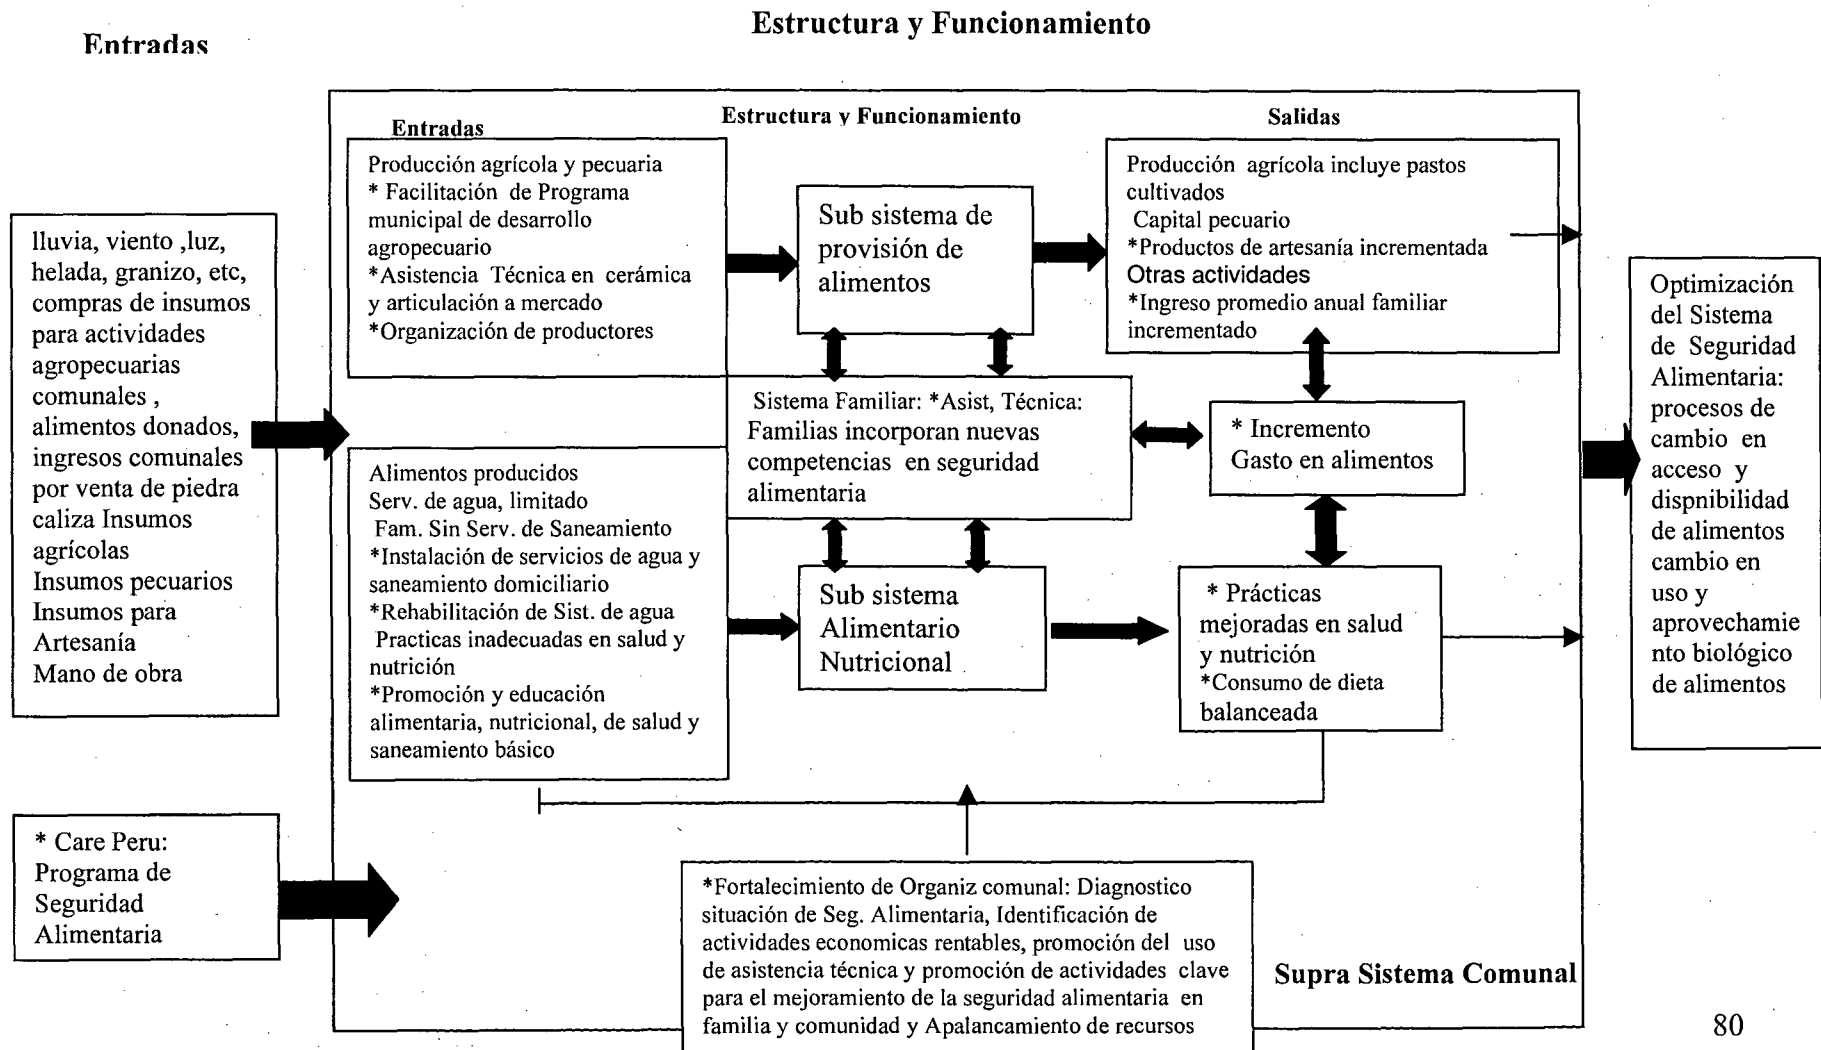 Estructura y Funcionamiento
Entradas
Entradas
Estructura y Funcionamiento
Salidas
lluvia, viento ,luz,
helada, granizo, etc,
compras de insumos
para actividades
agropecuarias
comunales ,
alimentos donados,
ingresos comunales
por venta de piedra
caliza Insumos
agrícolas
Insumos pecuarios
Insumos para
Artesanía
Mano de obra
* Care Peru:
Programa de
Seguridad
Alimentaria
Producción agrícola y pecuaria
* Facilitación de Programa
municipal de desarrollo
agropecuario
*Asistencia Técnica en cerámica
y articulación a mercado
*Organización de productores
Alimentos producidos
Serv. de agua, limitado
Fam. Sin Serv. de Saneamiento
*Instalación de servicios de agua y
saneamiento domiciliario
*Rehabilitación de Sist. de agua
Practicas inadecuadas en salud y
nutrición
*Promoción y educación
alimentaria, nutricional, de salud y
saneamiento básico
Sub sistema de
provisión de
alimentos
Sistema Familiar: *Asist, Técnica:
Familias incorporan nuevas
competencias en seguridad
alimentaria
Sub sistema
Alimentario
Nutricional
Producción agrícola incluye pastos
cultivados
Capital pecuario
*Productos de artesanía incrementada
Otras actividades
*Ingreso promedio anual familiar
incrementado
* Incremento
Gasto en alimentos
* Prácticas
mejoradas en salud
y nutrición
*Consumo de dieta
balanceada
*Fortalecimiento de Organiz comunal: Diagnostico
situación de Seg. Alimentaria, Identificación de
actividades economicas rentables, promoción del uso
de asistencia técnica y promoción de actividades clave
para el mejoramiento de la seguridad alimentaria en
familia y comunidad y Apalancamiento de recursos
Supra Sistema Comunal
Optimización
del Sistema
de Seguridad
Alimentaria:
procesos de
cambio en
acceso y
dispnibilidad
de alimentos
cambio en
uso y
aprovechamie
nto biológico
de alimentos
80